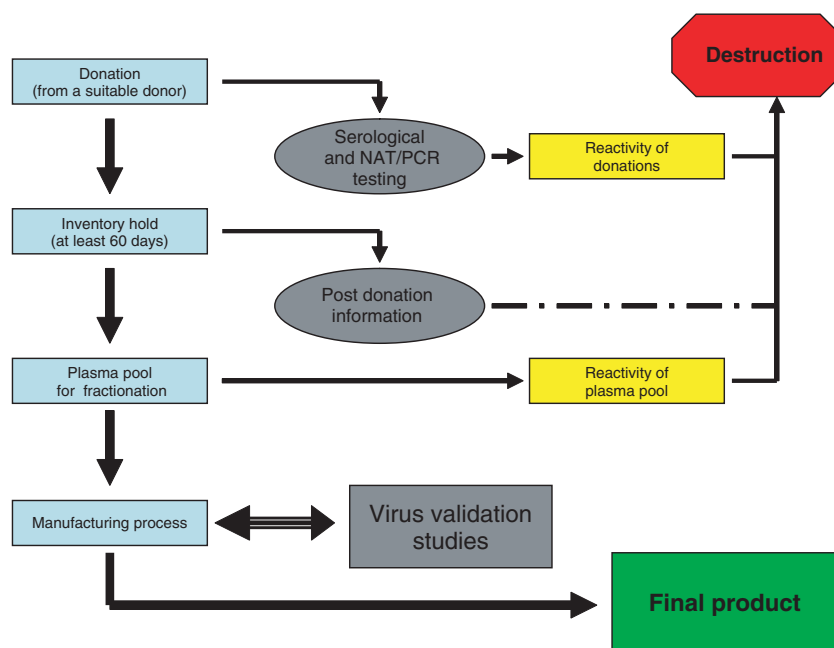 Donation
(from a suitable donor)
Destruction
Serological
and NAT/PCR
testing
Reactivity of
donations
Inventory hold
(at least 60 days)
Post donation
information
Plasma pool
for fractionation
Reactivity of
plasma pool
Manufacturing process
Virus validation
studies
Final product